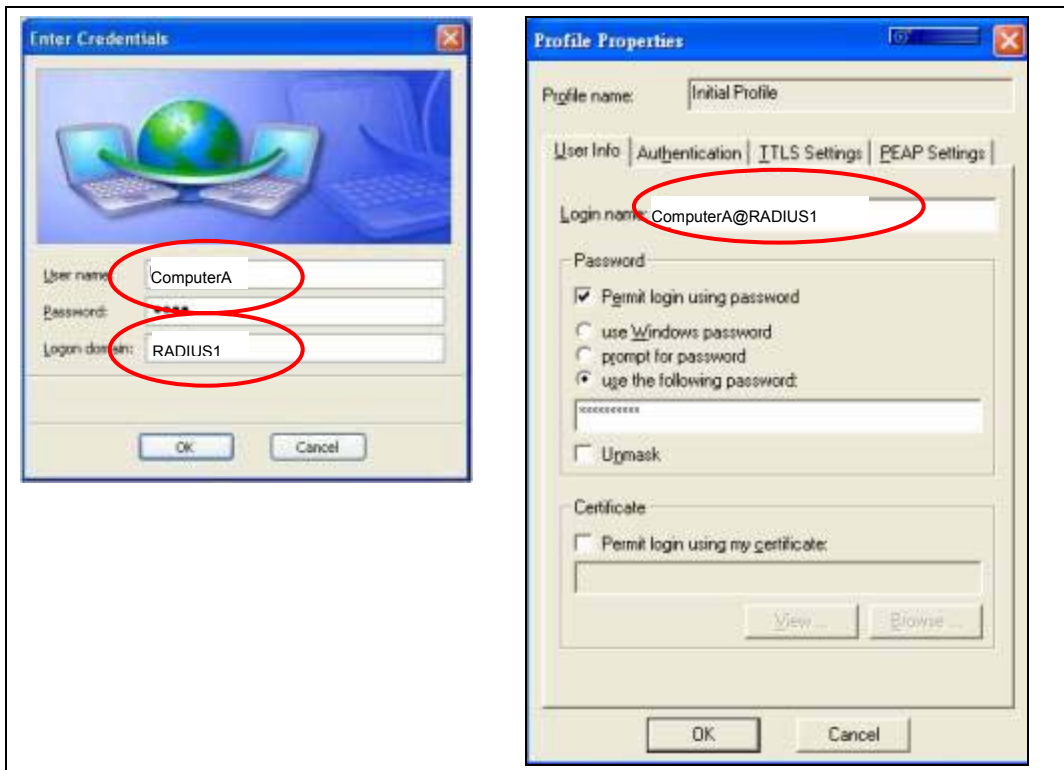 Enter Credentials
User name:
ComputerA
Password:
Logon domain:
RADIUS1
OK
Cancel
Profile Properties
Profile name:
Initial Profile
User Info
Authentication
TTLS Settings
PEAP Settings
Login name:
ComputerA@RADIUS1
Password
Permit login using password
use Windows password
prompt for password
use the following password:
**********
Unmask
Certificate
Permit login using my certificate:
View ...
Browse ...
OK
Cancel